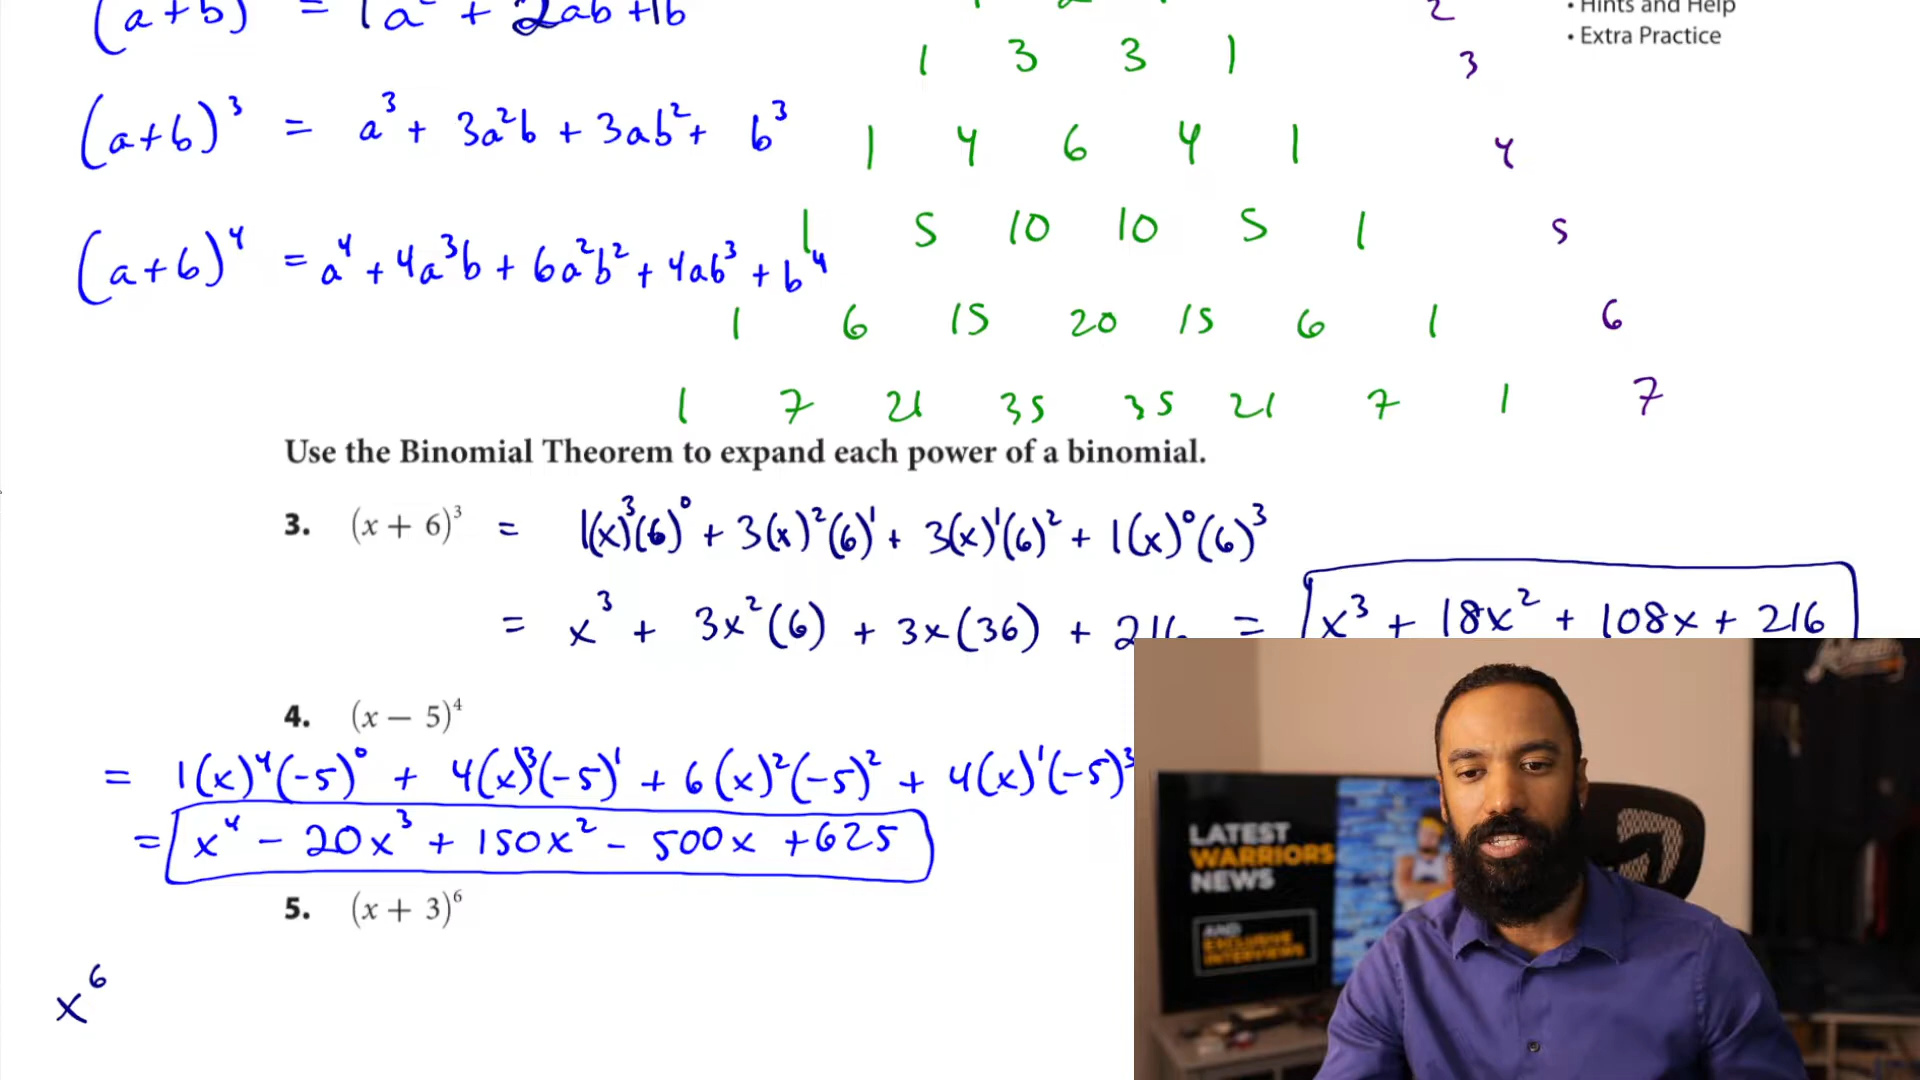 (a+b) = 1a² + 2ab + 1b
• Hints and Help
• Extra Practice
2
1 3 3 1 3
(a+b)³ = a³ + 3a²b + 3ab² + b³
1 4 6 4 1 4
1 5 10 10 5 1 5
(a+b)⁴ = a⁴ + 4a³b + 6a²b² + 4ab³ + b⁴
1 6 15 20 15 6 1 6
1 7 21 35 35 21 7 1 7
Use the Binomial Theorem to expand each power of a binomial.
3. (x + 6)³ = 1(x)³(6)⁰ + 3(x)²(6)¹ + 3(x)¹(6)² + 1(x)⁰(6)³
= x³ + 3x²(6) + 3x(36) + 216 = x³ + 18x² + 108x + 216
4. (x − 5)⁴
= 1(x)⁴(-5)⁰ + 4(x)³(-5)¹ + 6(x)²(-5)² + 4(x)¹(-5)³
= x⁴ - 20x³ + 150x² - 500x + 625
5. (x + 3)⁶
x⁶
LATEST
WARRIORS
NEWS
AND
EXCLUSIVE
INTERVIEWS